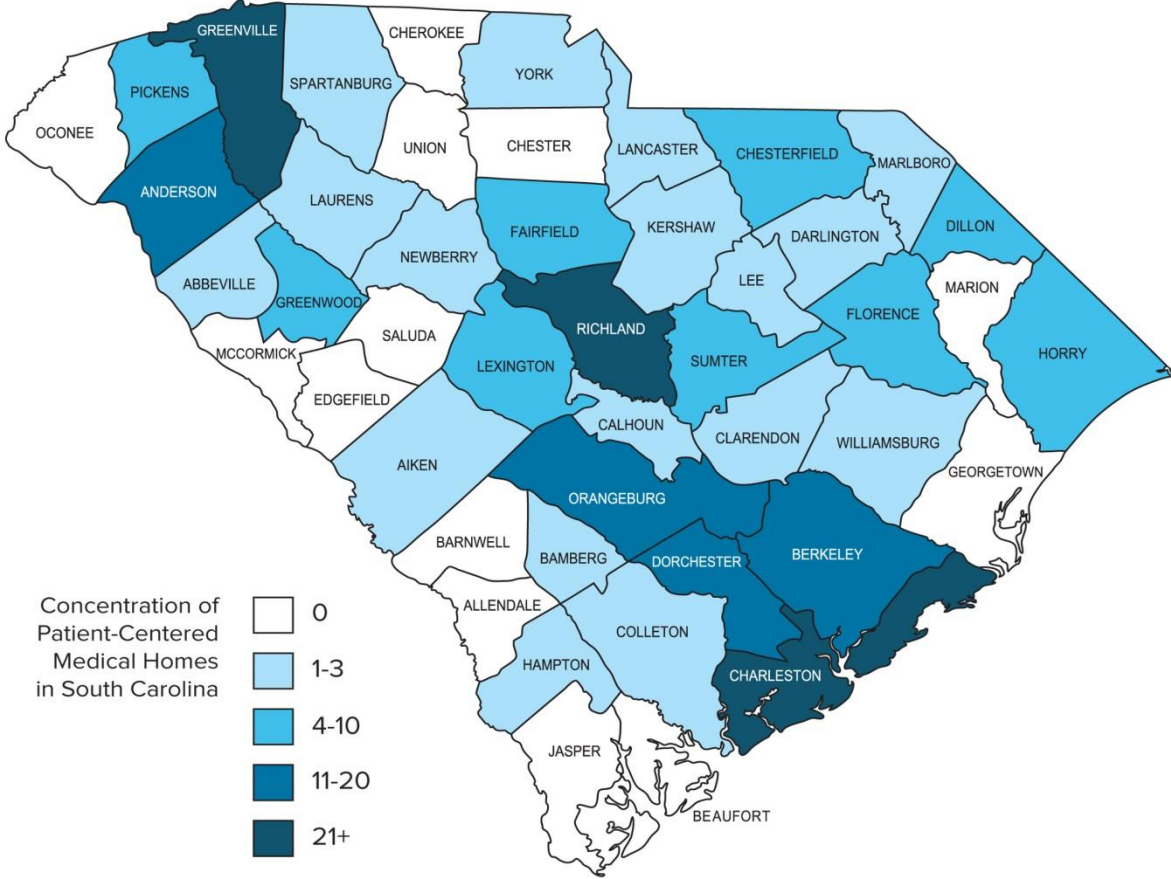 GREENVILLE
CHEROKEE
YORK
SPARTANBURG
PICKENS
OCONEE
UNION
CHESTER
LANCASTER
CHESTERFIELD
MARLBORO
ANDERSON
LAURENS
FAIRFIELD
KERSHAW
DARLINGTON
DILLON
NEWBERRY
ABBEVILLE
LEE
MARION
GREENWOOD
FLORENCE
SALUDA
RICHLAND
MCCORMICK
LEXINGTON
SUMTER
HORRY
EDGEFIELD
CALHOUN
CLARENDON
WILLIAMSBURG
AIKEN
GEORGETOWN
ORANGEBURG
BARNWELL
BAMBERG
DORCHESTER
BERKELEY
ALLENDALE
COLLETON
HAMPTON
CHARLESTON
JASPER
BEAUFORT
Concentration of
Patient-Centered
Medical Homes
in South Carolina
0
1-3
4-10
11-20
21+